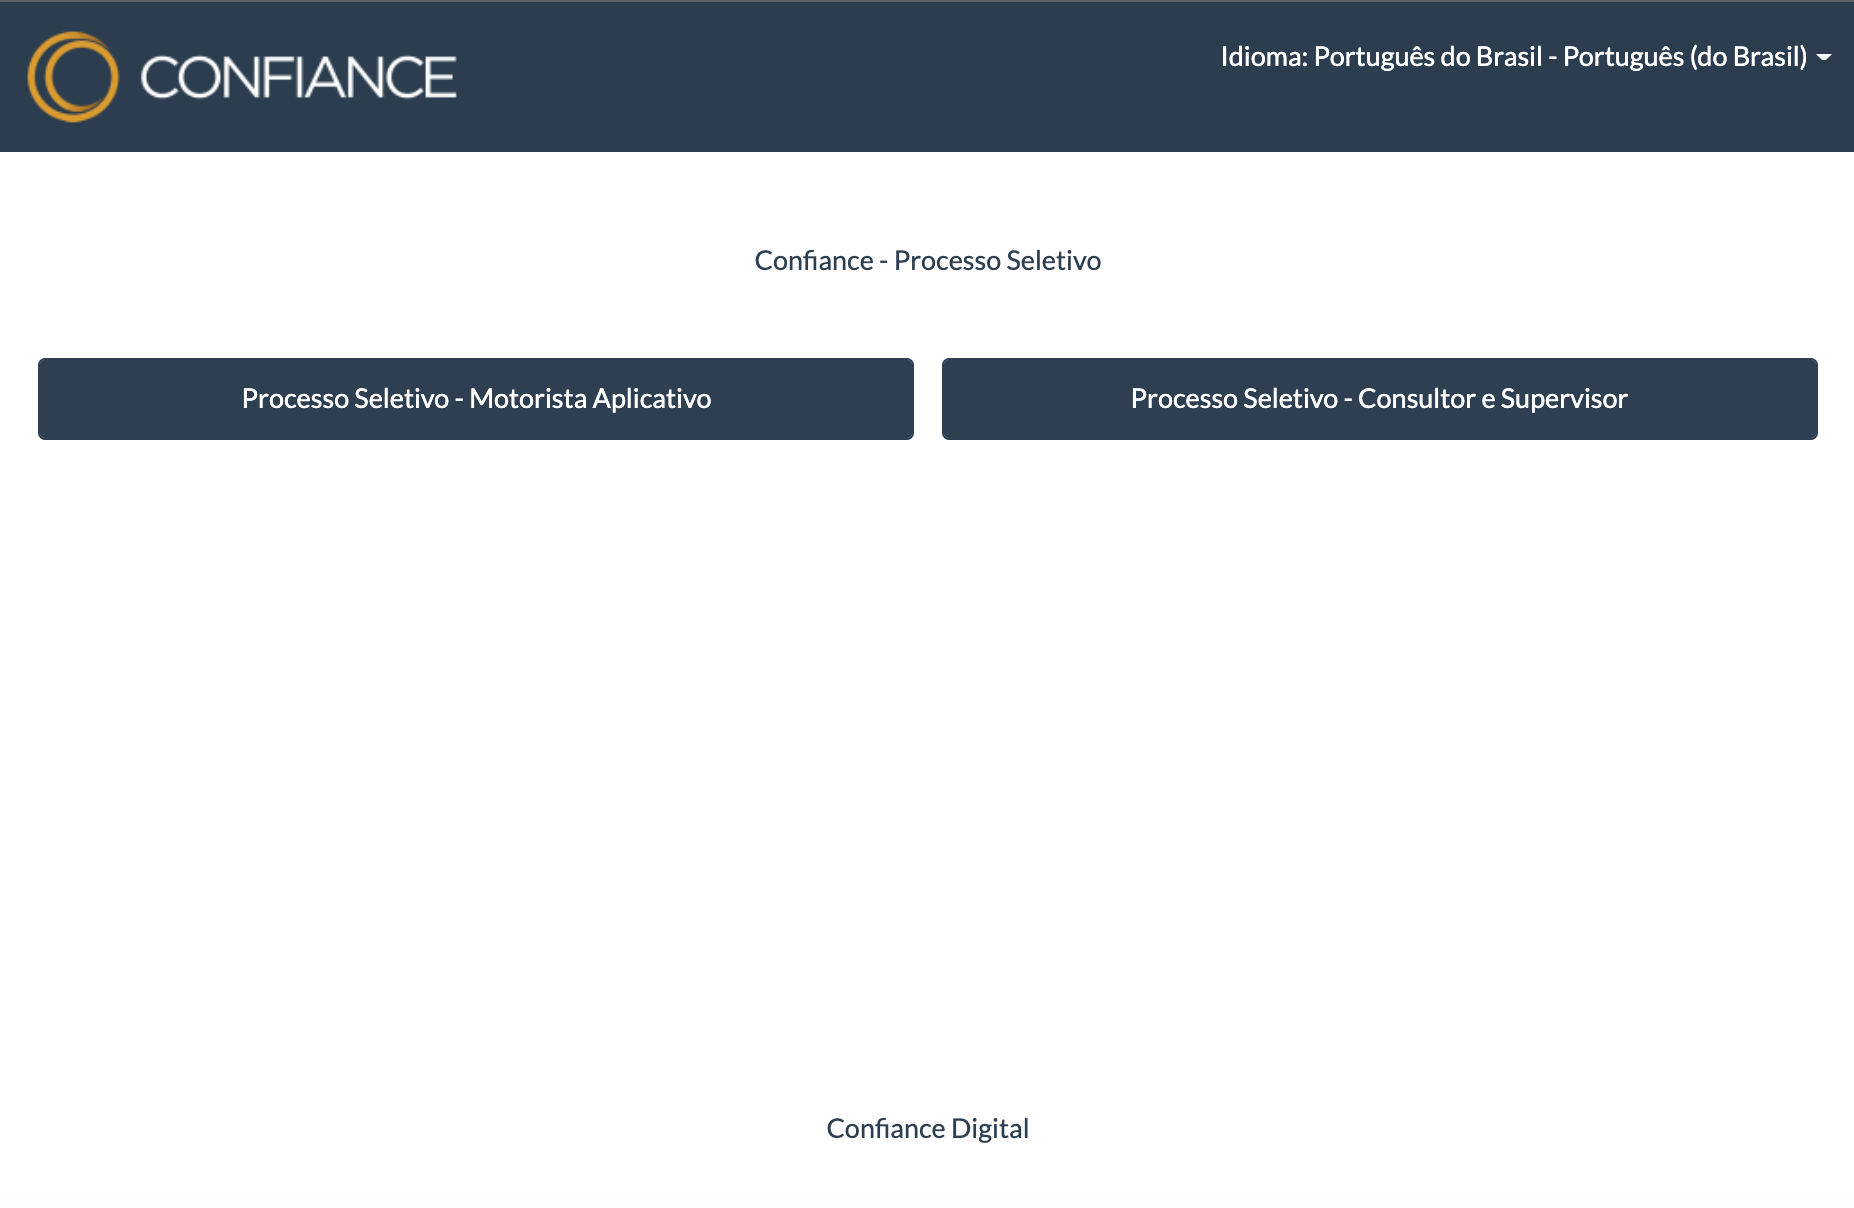 CONFIANCE
Idioma: Português do Brasil - Português (do Brasil)
Confiance - Processo Seletivo
Processo Seletivo - Motorista Aplicativo
Processo Seletivo - Consultor e Supervisor
Confiance Digital